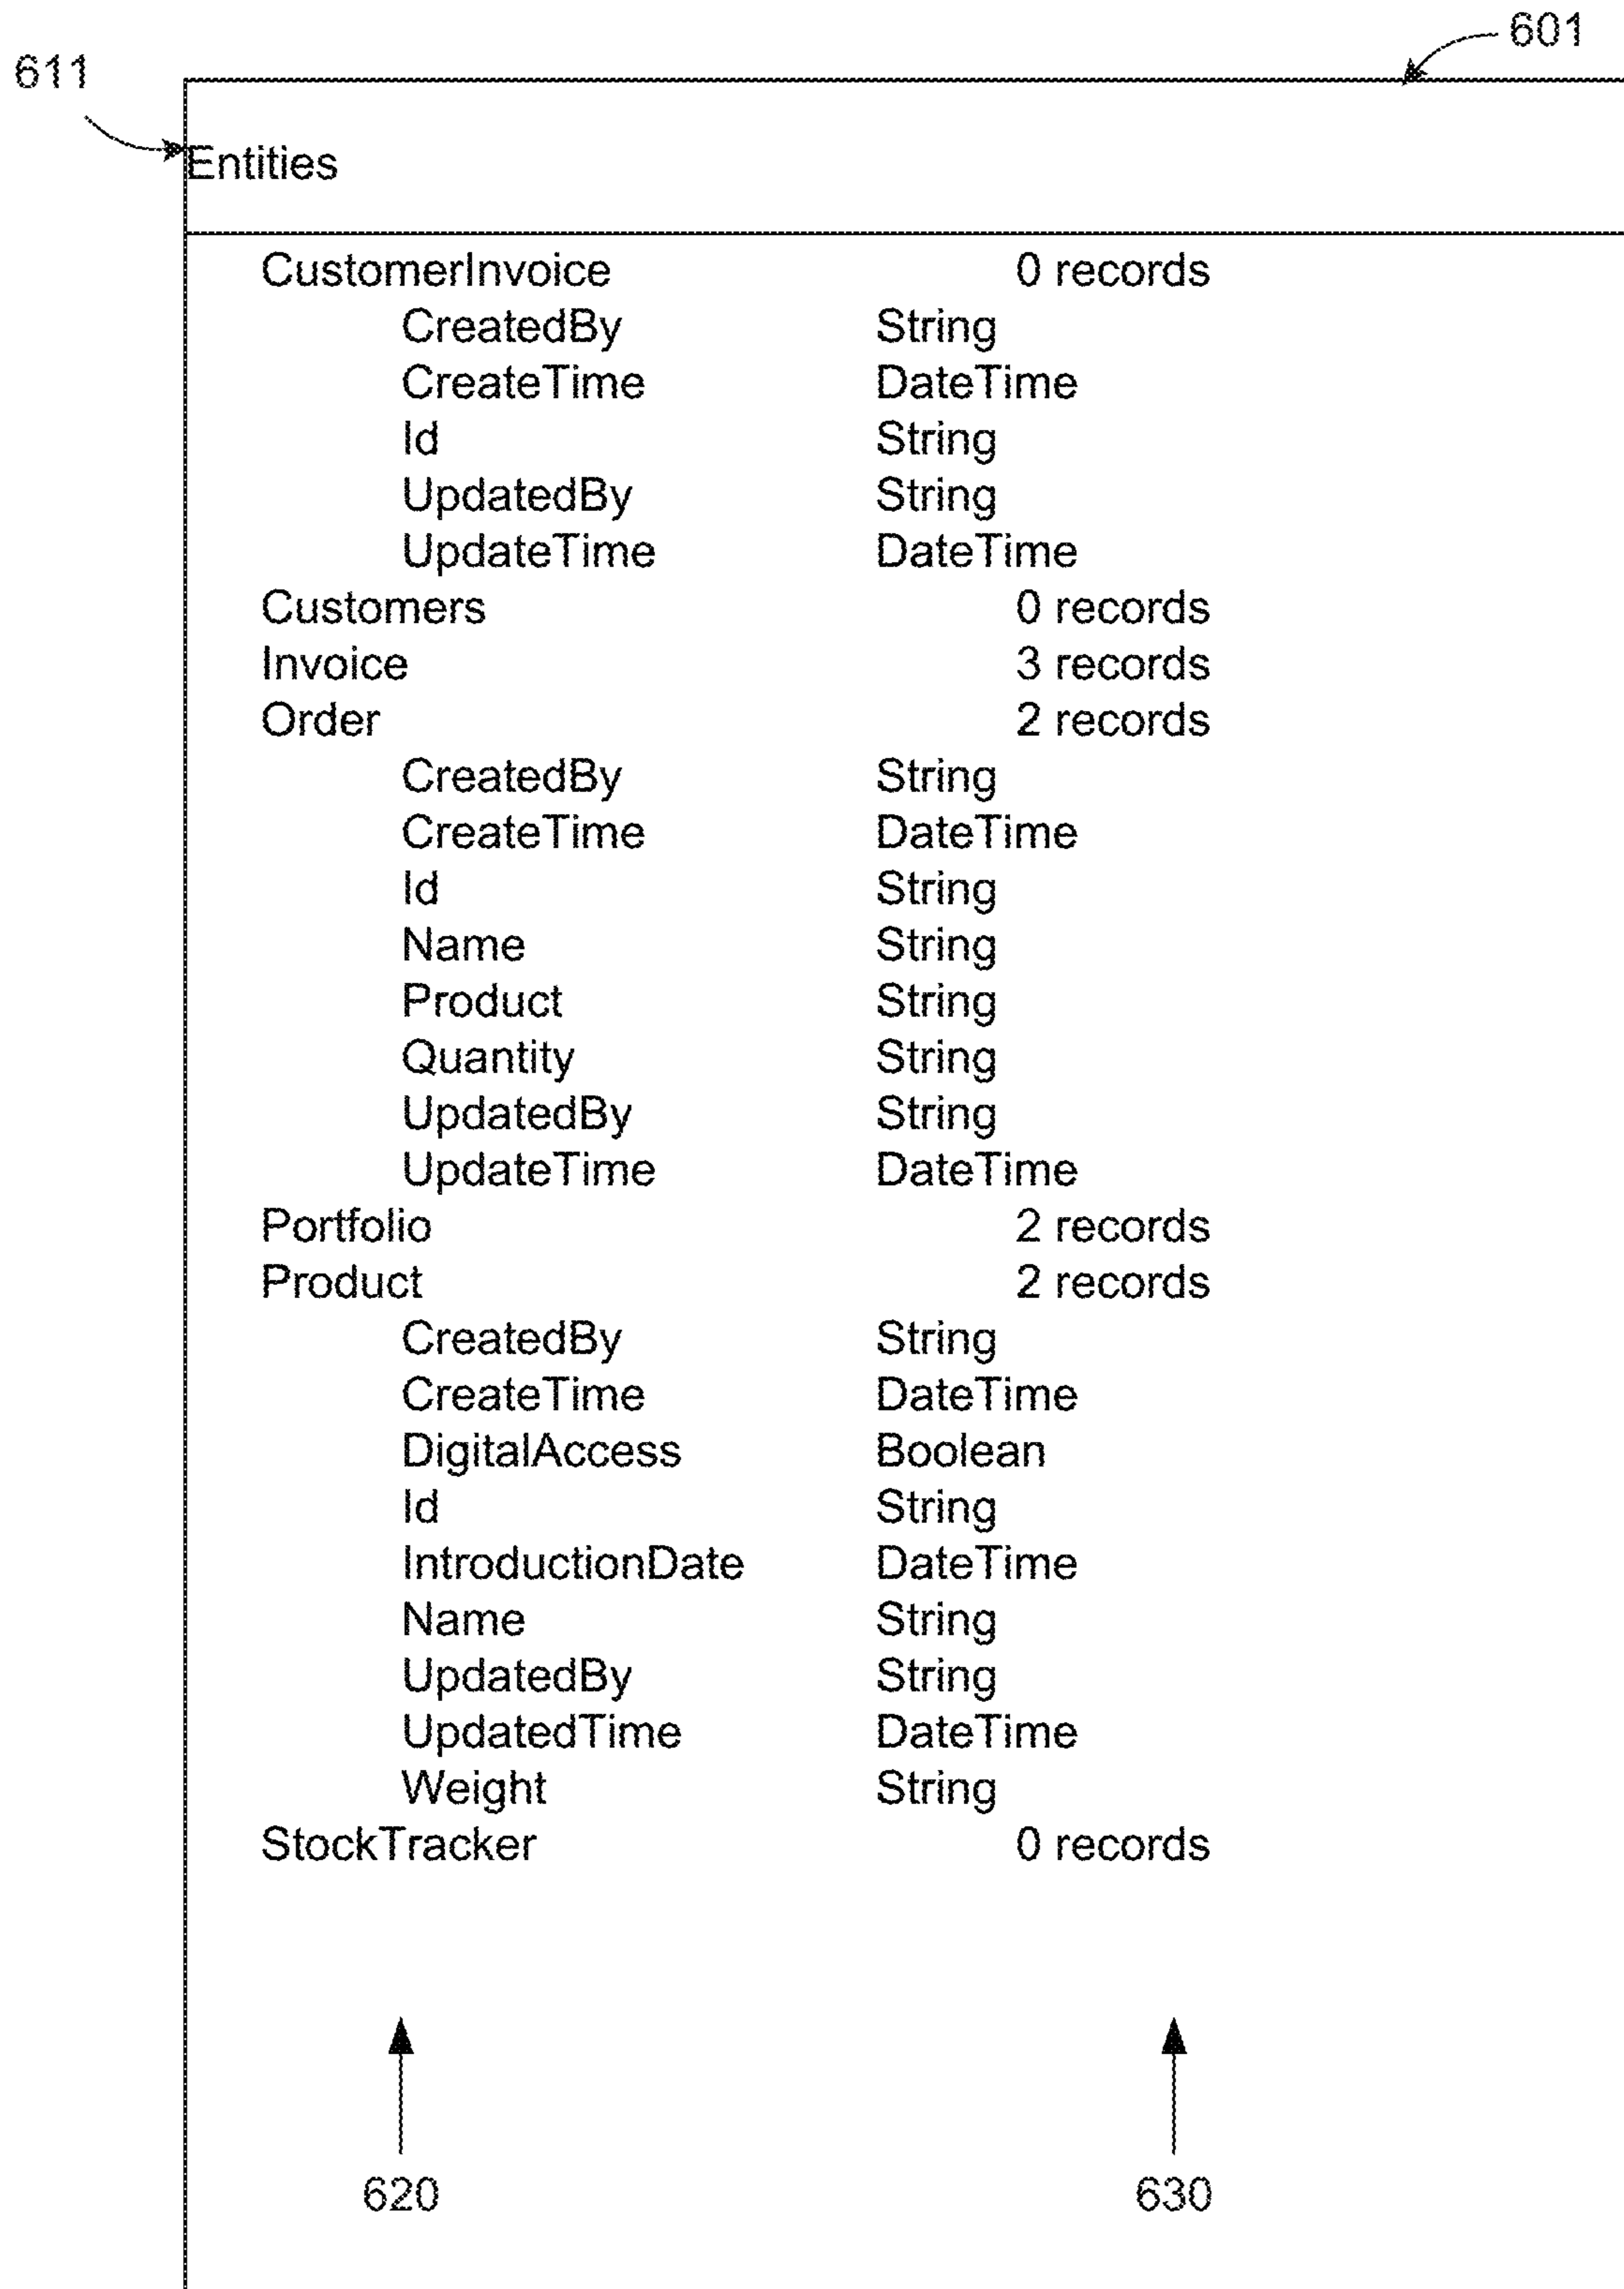 601
611
Entities
CustomerInvoice 0 records
CreatedBy String
CreateTime DateTime
Id String
UpdatedBy String
UpdateTime DateTime
Customers 0 records
Invoice 3 records
Order 2 records
CreatedBy String
CreateTime DateTime
Id String
Name String
Product String
Quantity String
UpdatedBy String
UpdateTime DateTime
Portfolio 2 records
Product 2 records
CreatedBy String
CreateTime DateTime
DigitalAccess Boolean
Id String
IntroductionDate DateTime
Name String
UpdatedBy String
UpdatedTime DateTime
Weight String
StockTracker 0 records
620 630